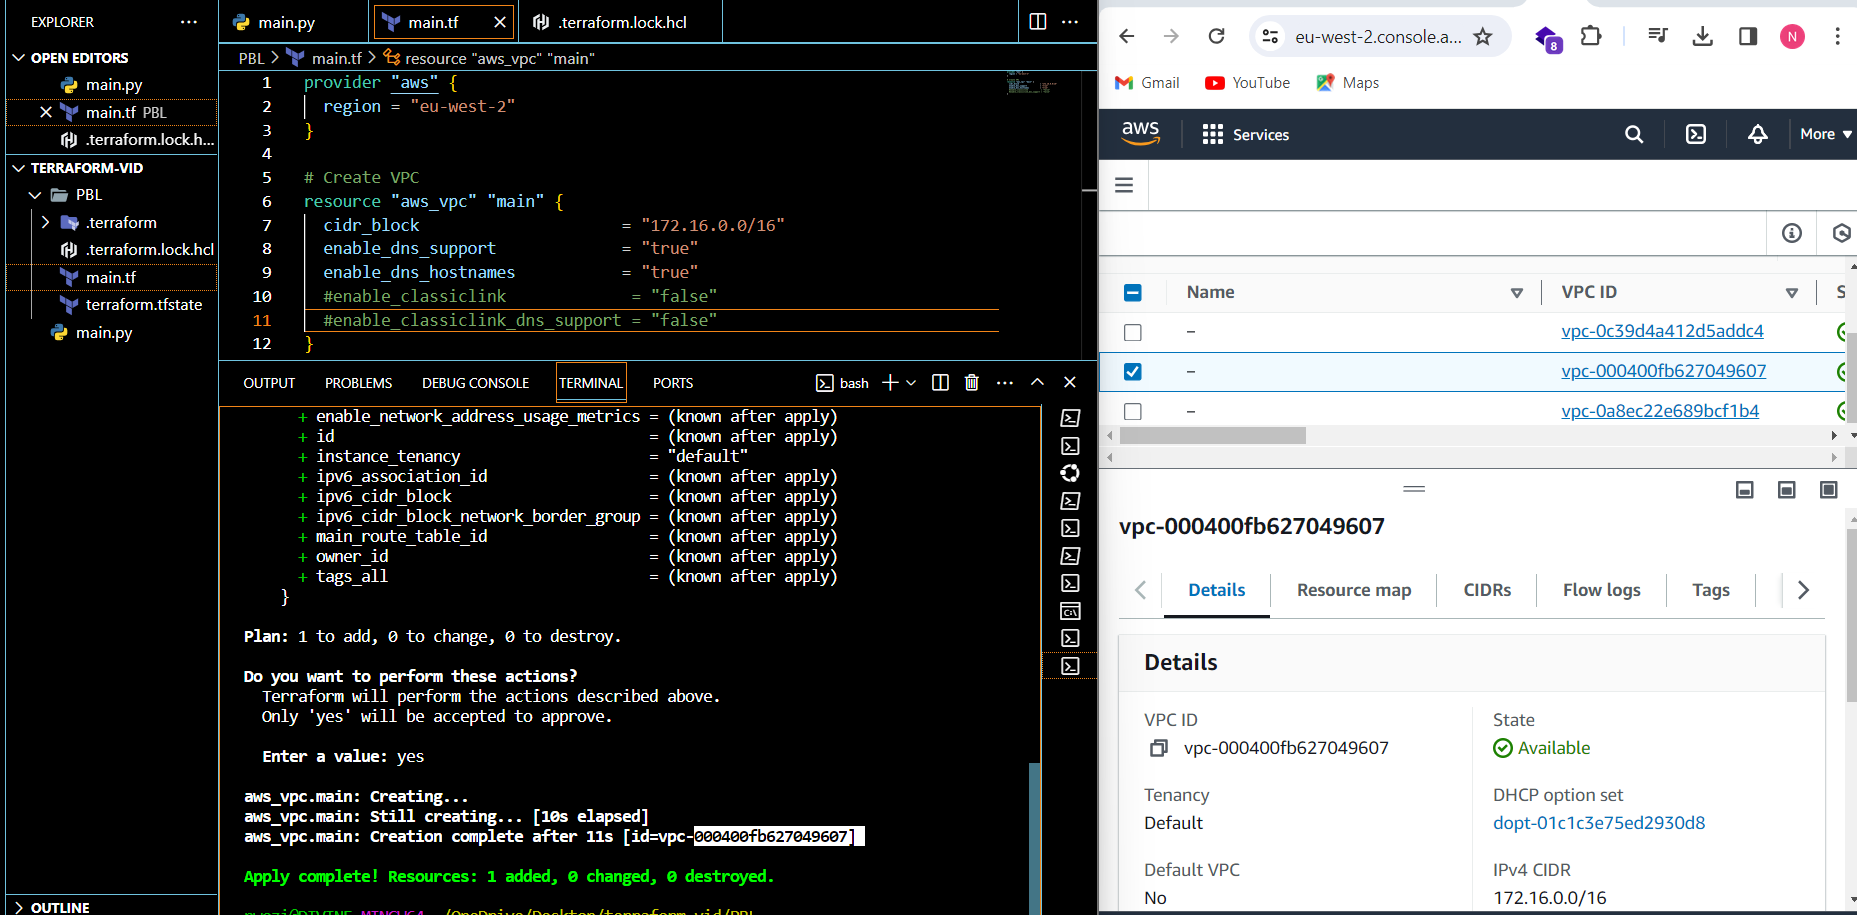 EXPLORER
OPEN EDITORS
main.py
main.tf PBL
.terraform.lock.h...
TERRAFORM-VID
PBL
.terraform
.terraform.lock.hcl
main.tf
terraform.tfstate
main.py
OUTLINE
main.py
main.tf
.terraform.lock.hcl
PBL > main.tf > resource "aws_vpc" "main"
1 provider "aws" {
2 region = "eu-west-2"
3 }
4
5 # Create VPC
6 resource "aws_vpc" "main" {
7 cidr_block = "172.16.0.0/16"
8 enable_dns_support = "true"
9 enable_dns_hostnames = "true"
10 #enable_classiclink = "false"
11 #enable_classiclink_dns_support = "false"
12 }
OUTPUT PROBLEMS DEBUG CONSOLE TERMINAL PORTS bash
+ enable_network_address_usage_metrics = (known after apply)
+ id = (known after apply)
+ instance_tenancy = "default"
+ ipv6_association_id = (known after apply)
+ ipv6_cidr_block = (known after apply)
+ ipv6_cidr_block_network_border_group = (known after apply)
+ main_route_table_id = (known after apply)
+ owner_id = (known after apply)
+ tags_all = (known after apply)
}
Plan: 1 to add, 0 to change, 0 to destroy.
Do you want to perform these actions?
Terraform will perform the actions described above.
Only 'yes' will be accepted to approve.
Enter a value: yes
aws_vpc.main: Creating...
aws_vpc.main: Still creating... [10s elapsed]
aws_vpc.main: Creation complete after 11s [id=vpc-000400fb627049607]
Apply complete! Resources: 1 added, 0 changed, 0 destroyed.
eu-west-2.console.a...
8
N
Gmail YouTube Maps
aws Services More
Name VPC ID S
– vpc-0c39d4a412d5addc4
– vpc-000400fb627049607
– vpc-0a8ec22e689bcf1b4
vpc-000400fb627049607
Details Resource map CIDRs Flow logs Tags
Details
VPC ID
vpc-000400fb627049607
State
Available
Tenancy
Default
DHCP option set
dopt-01c1c3e75ed2930d8
Default VPC
No
IPv4 CIDR
172.16.0.0/16